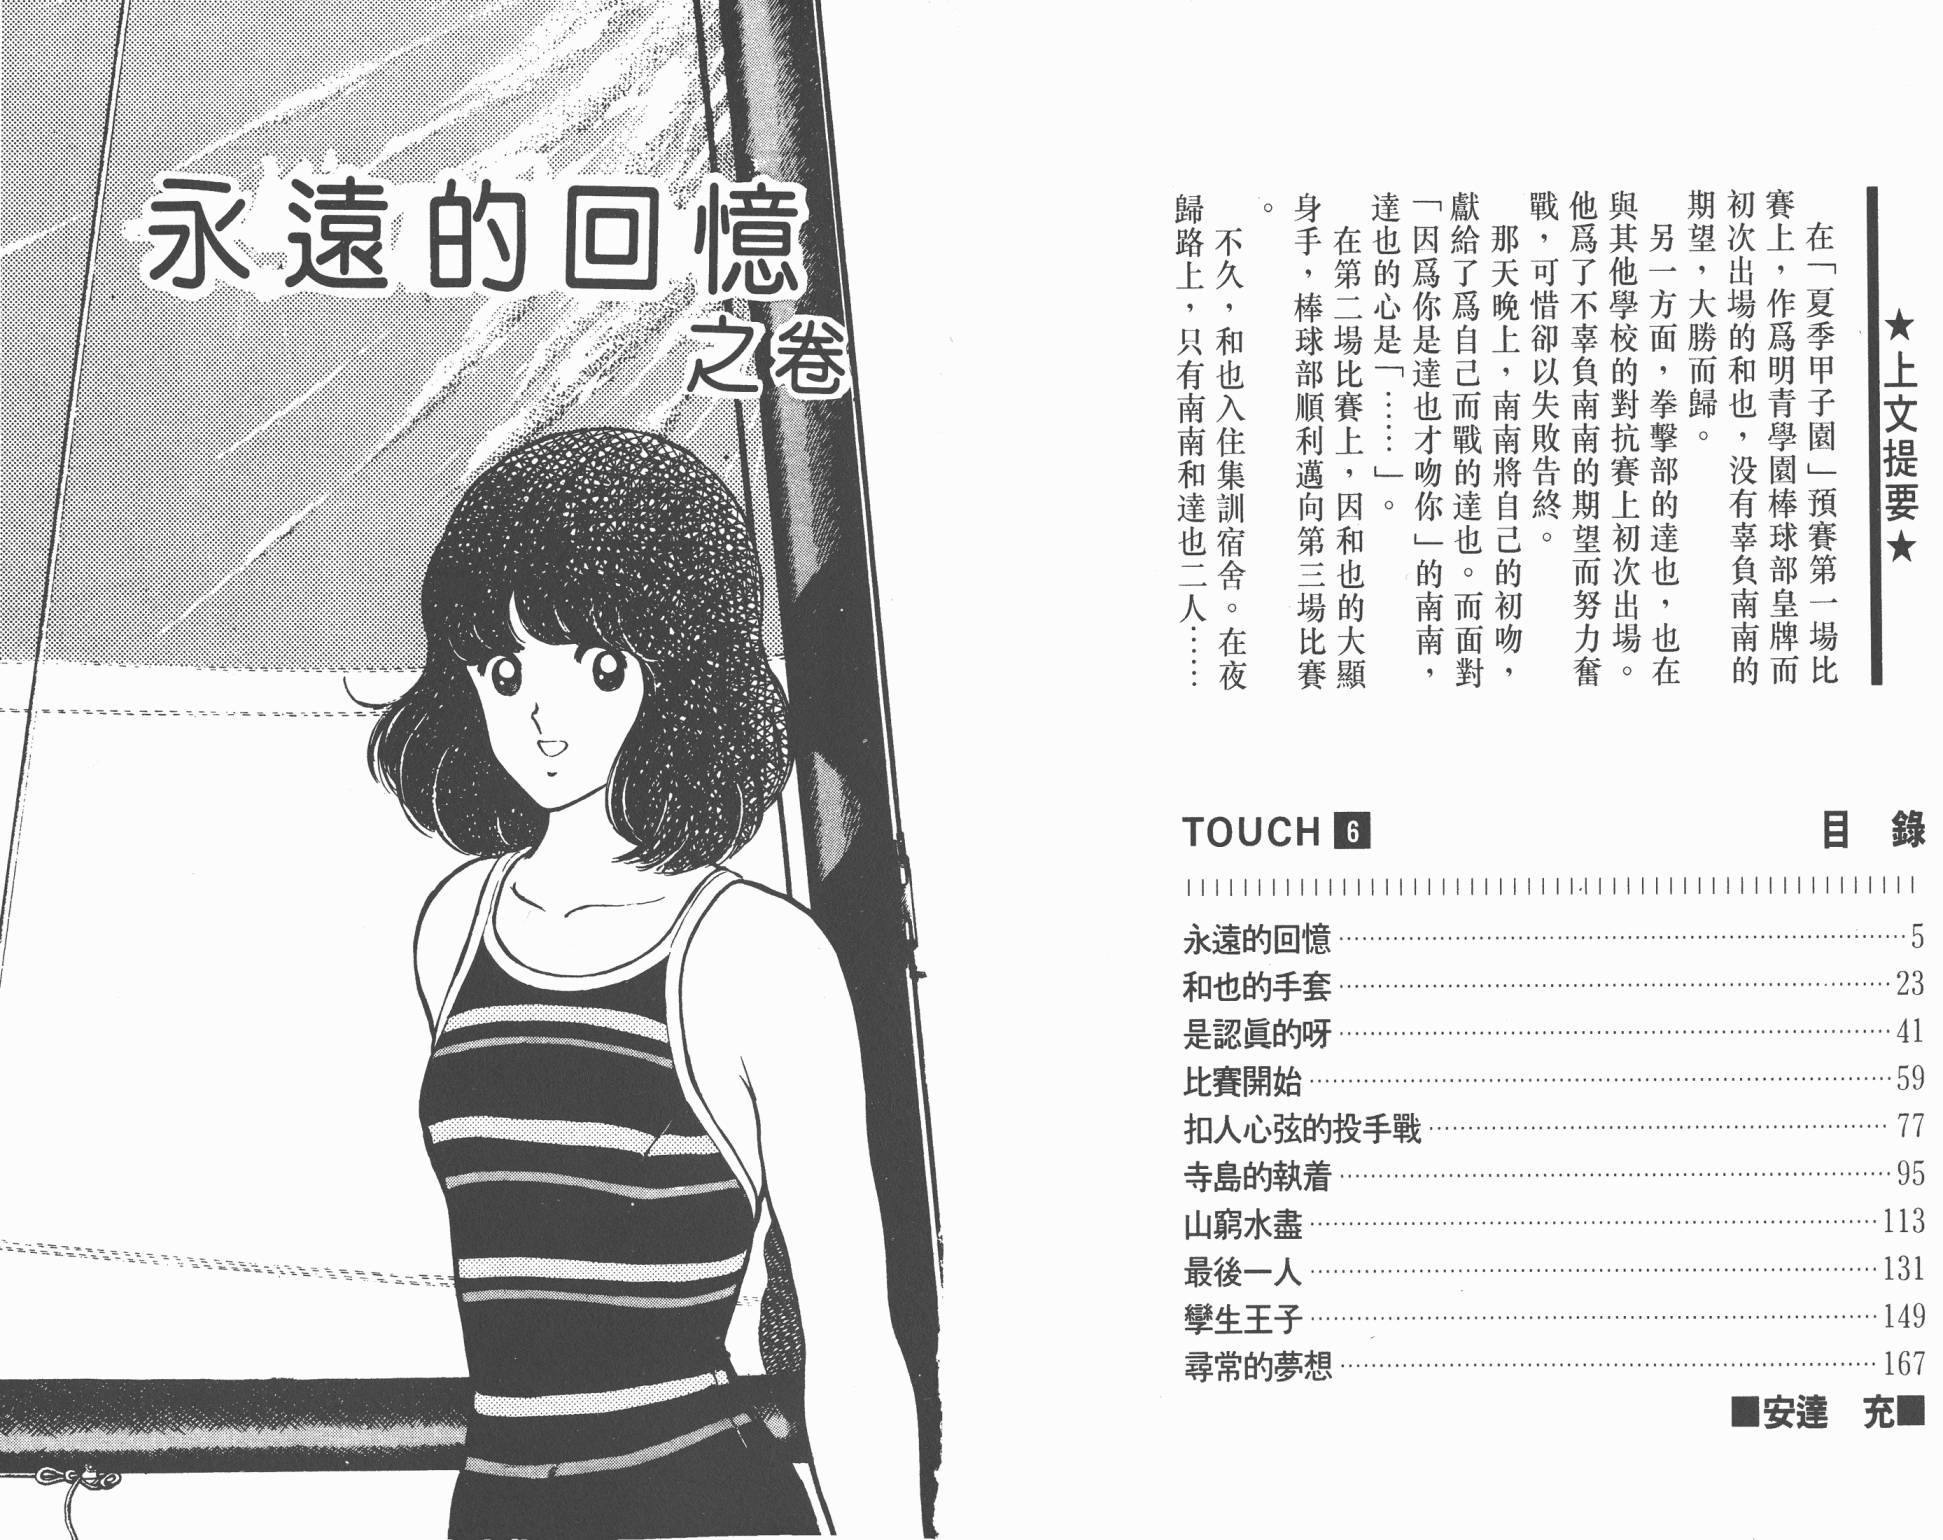 ★上文提要★
在「夏季甲子園」預賽第一場比
賽上，作爲明青學園棒球部皇牌而
初次出場的和也，没有辜負南南的
期望，大勝而歸。
另一方面，拳擊部的達也，也在
與其他學校的對抗賽上初次出場。
他爲了不辜負南南的期望而努力奮
戰，可惜卻以失敗告終。
那天晚上，南南將自己的初吻，
獻給了爲自己而戰的達也。而面對
「因爲你是達也才吻你」的南南，
達也的心是「……」。
在第二場比賽上，因和也的大顯
身手，棒球部順利邁向第三場比賽
。
不久，和也入住集訓宿舍。在夜
歸路上，只有南南和達也二人……
TOUCH 6 目 錄
永遠的回憶……5
和也的手套……23
是認眞的呀……41
比賽開始……59
扣人心弦的投手戰……77
寺島的執着……95
山窮水盡……113
最後一人……131
孿生王子……149
尋常的夢想……167
■安達 充■
永遠的回憶
之卷